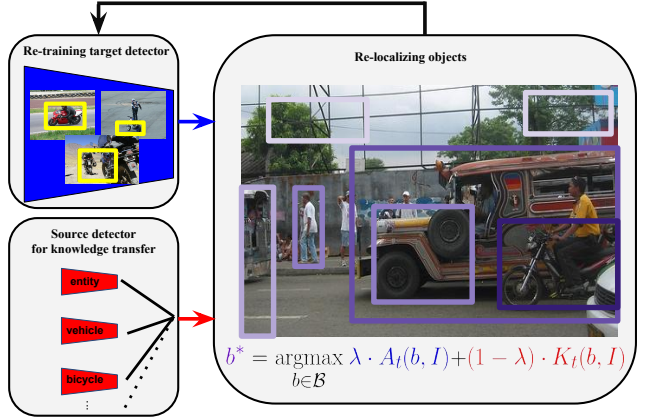 Re-training target detector
Re-localizing objects
Source detector
for knowledge transfer
entity
vehicle
bicycle
⋮
b* = argmax λ · A_t(b, I)+(1 − λ) · K_t(b, I)
b∈ℬ